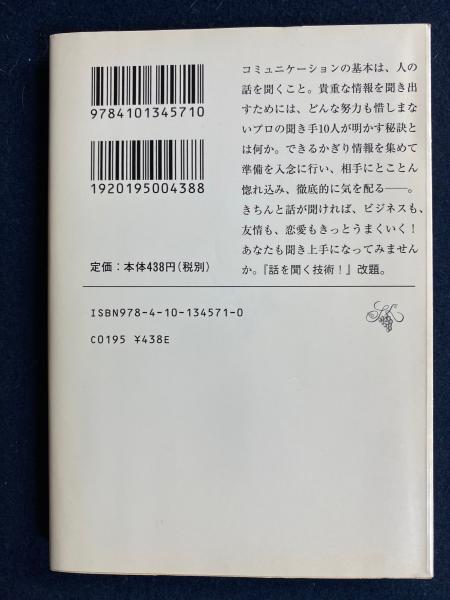 コミュニケーションの基本は、人の
話を聞くこと。貴重な情報を聞き出
すためには、どんな努力も惜しまな
いプロの聞き手10人が明かす秘訣と
は何か。できるかぎり情報を集めて
準備を入念に行い、相手にとことん
惚れ込み、徹底的に気を配る――。
きちんと話が聞ければ、ビジネスも、
友情も、恋愛もきっとうまくいく！
あなたも聞き上手になってみません
か。『話を聞く技術！』改題。
9784101345710
1920195004388
定価：本体438円（税別）
ISBN978-4-10-134571-0
C0195 ¥438E